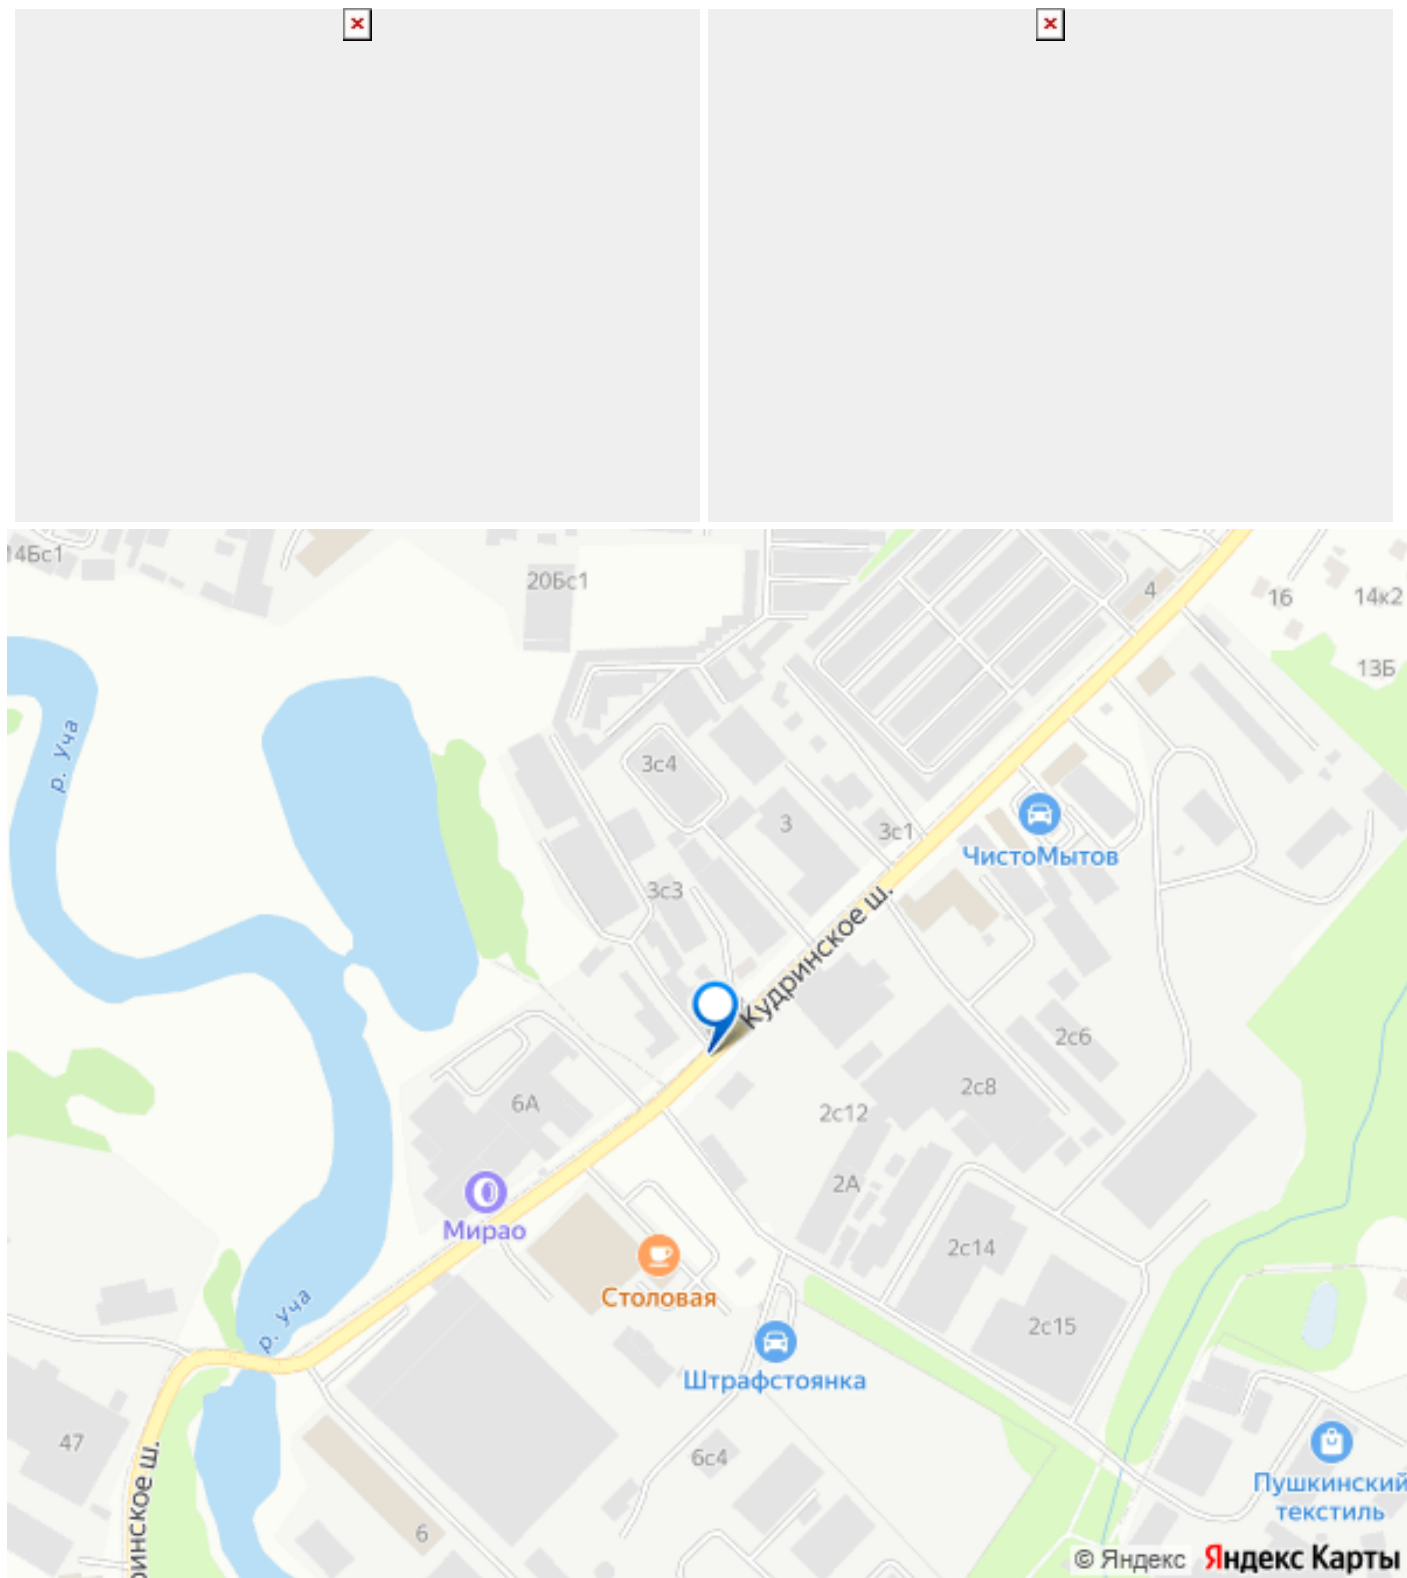 14Бс1
20Бс1
4
16
14к2
13Б
р. Уча
3с4
3
3с1
ЧистоМытов
3с3
Кудринское ш.
2с6
2с8
6А
2с12
2А
Мирао
2с14
Столовая
р. Уча
2с15
Штрафстоянка
47
6с4
ринское ш.
6
Пушкинский
текстиль
© Яндекс Яндекс Карты